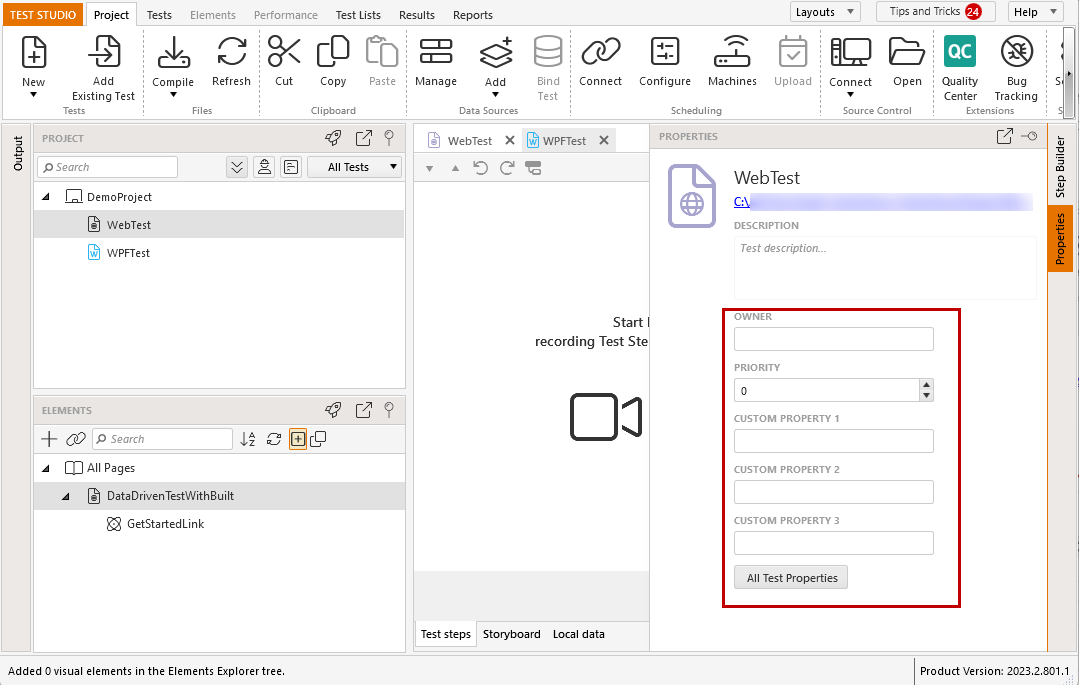 TEST STUDIO Project Tests Elements Performance Test Lists Results Reports Layouts Tips and Tricks 24 Help
New Add Existing Test Compile Refresh Cut Copy Paste Manage Add Bind Test Connect Configure Machines Upload Connect Open QC Quality Center Bug Tracking
Tests Files Clipboard Data Sources Scheduling Source Control Extensions
Output
PROJECT
Search All Tests
DemoProject
WebTest
WPFTest
ELEMENTS
Search
All Pages
DataDrivenTestWithBuilt
GetStartedLink
WebTest WPFTest
Start
recording Test Ste
Test steps Storyboard Local data
PROPERTIES
WebTest
C:\
DESCRIPTION
Test description...
OWNER
PRIORITY
0
CUSTOM PROPERTY 1
CUSTOM PROPERTY 2
CUSTOM PROPERTY 3
All Test Properties
Step Builder
Properties
Added 0 visual elements in the Elements Explorer tree.
Product Version: 2023.2.801.1